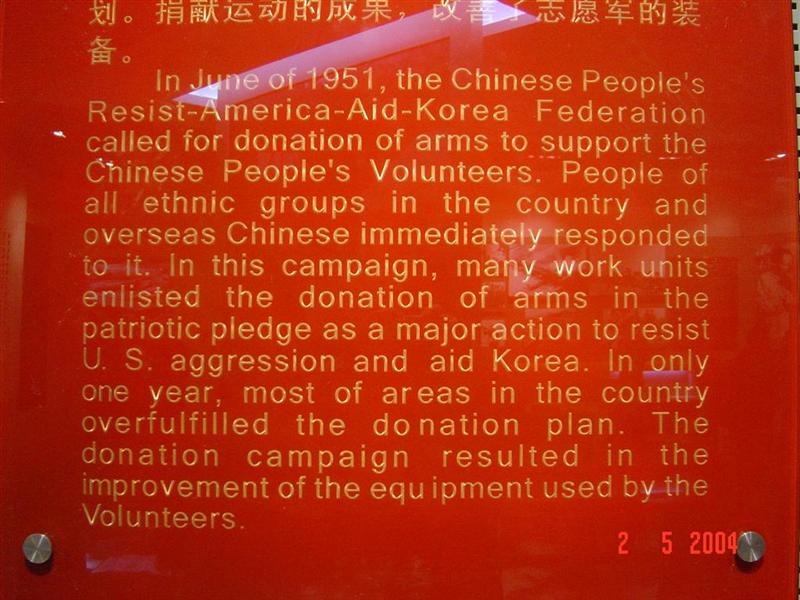 划。捐献运动的成果，改善了志愿军的装
备。
In June of 1951, the Chinese People's
Resist-America-Aid-Korea Federation
called for donation of arms to support the
Chinese People's Volunteers. People of
all ethnic groups in the country and
overseas Chinese immediately responded
to it. In this campaign, many work units
enlisted the donation of arms in the
patriotic pledge as a major action to resist
U. S. aggression and aid Korea. In only
one year, most of areas in the country
overfulfilled the donation plan. The
donation campaign resulted in the
improvement of the equipment used by the
Volunteers.
2 5 2004